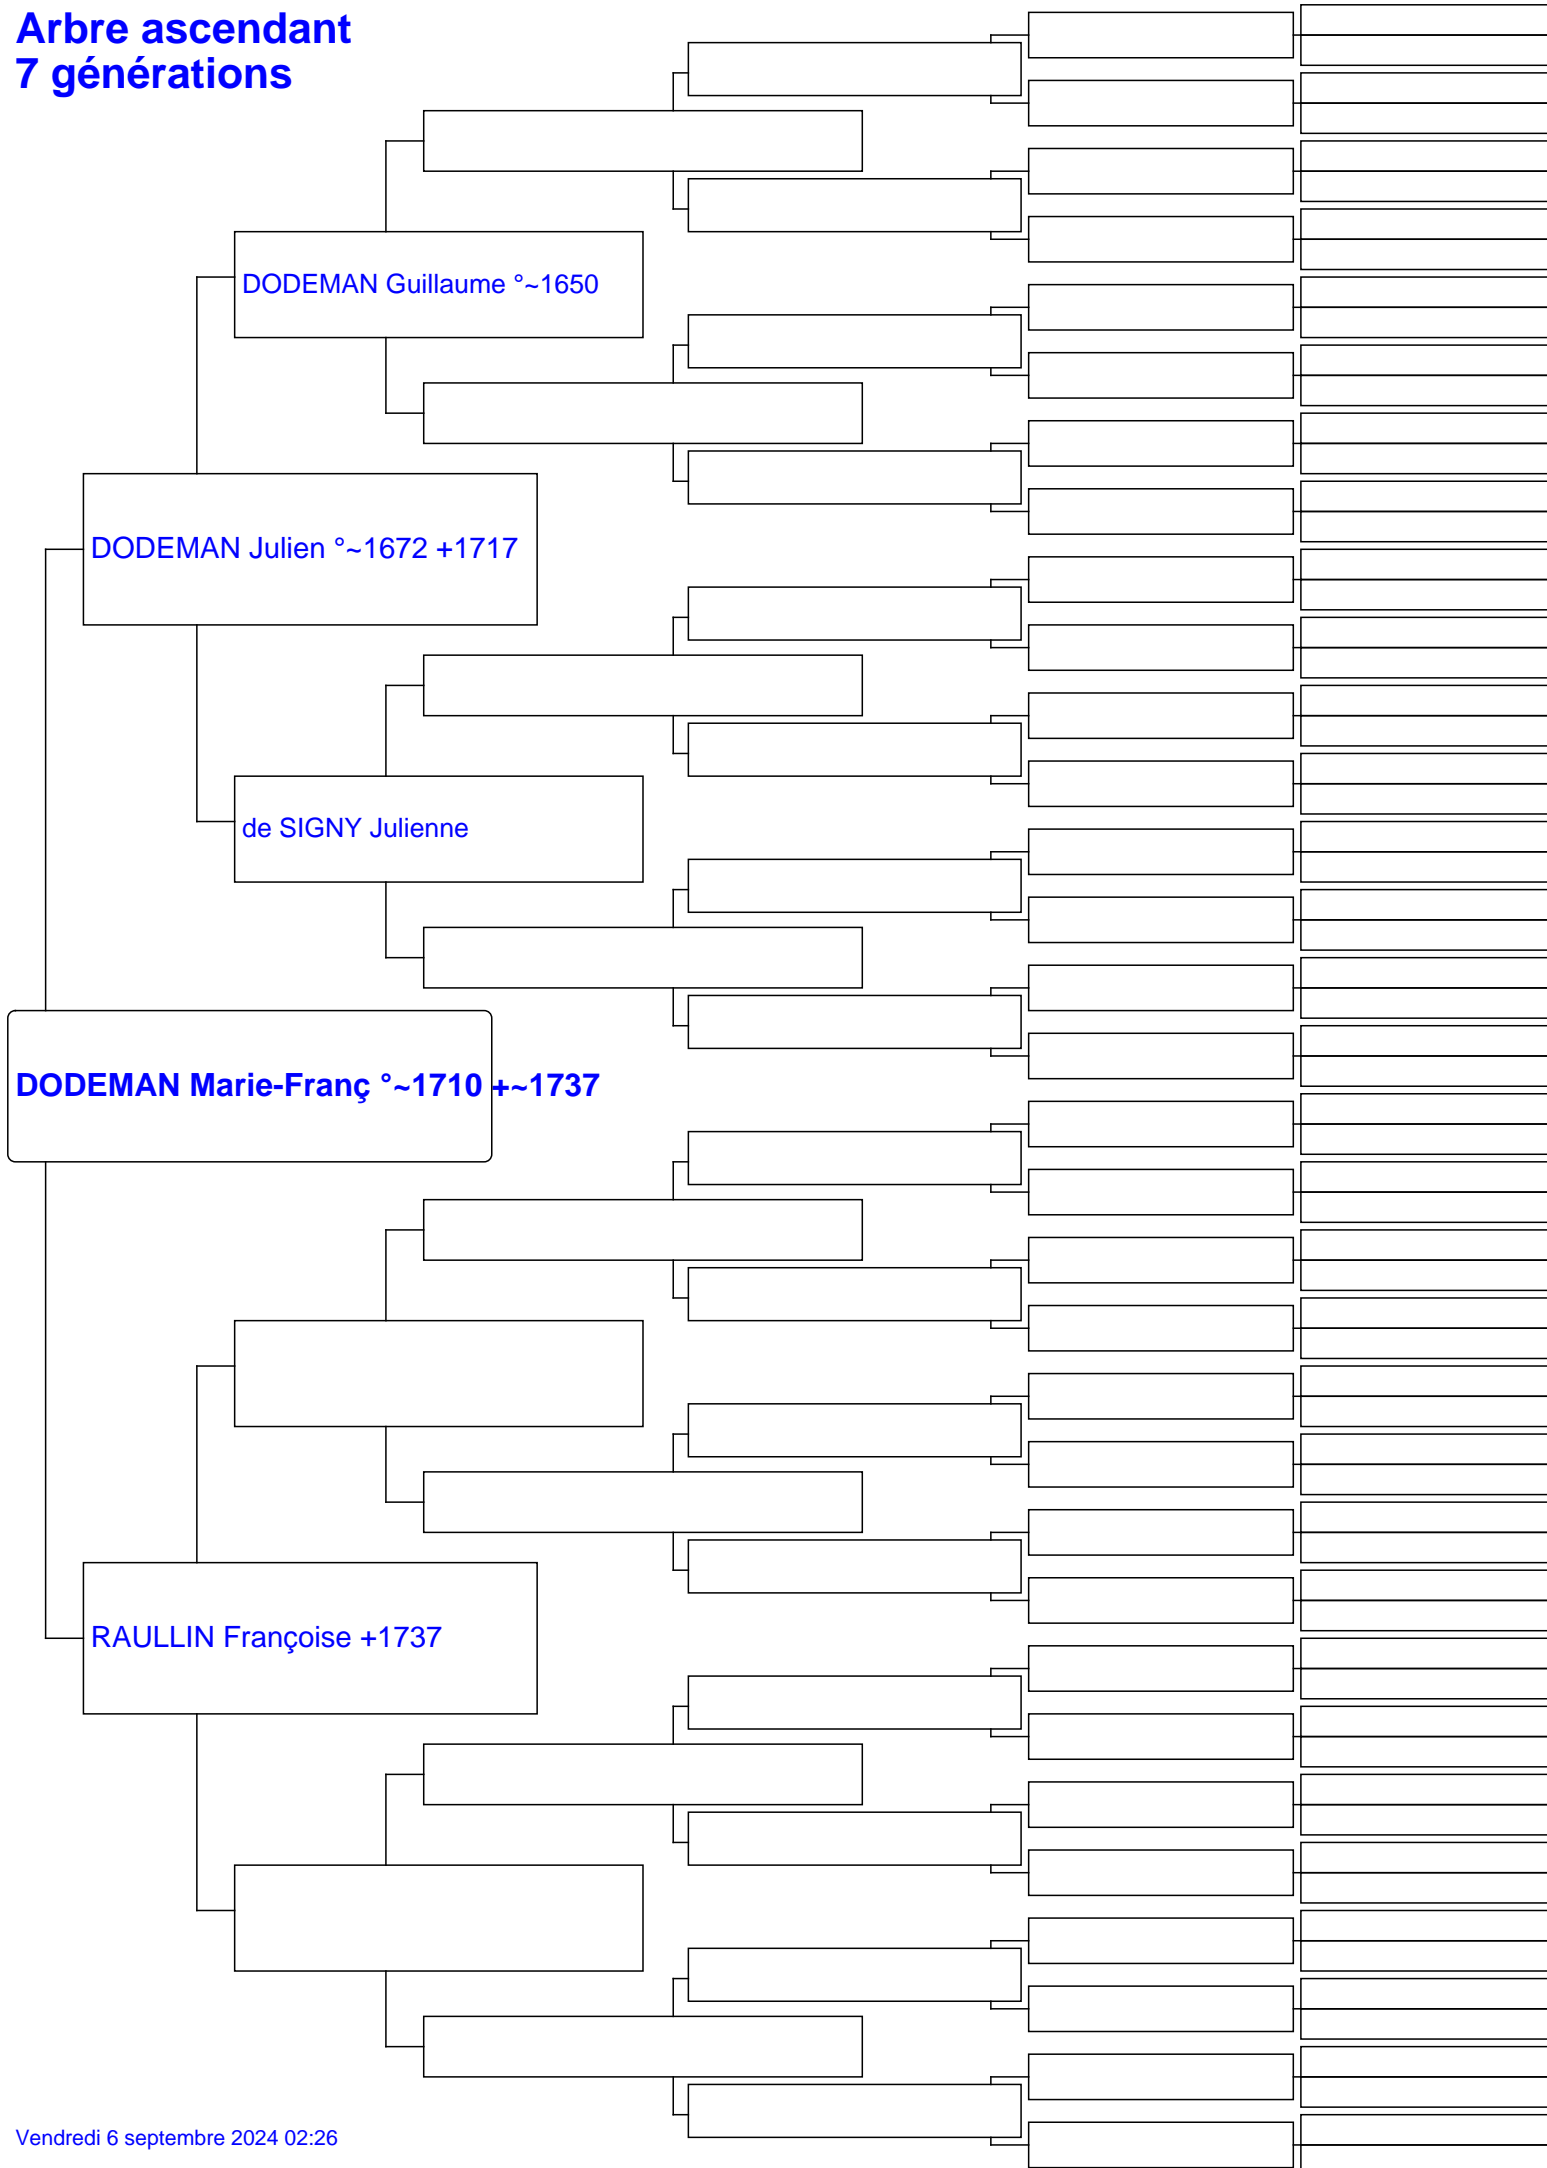 Arbre ascendant
7 générations
DODEMAN Guillaume °~1650
DODEMAN Julien °~1672 +1717
de SIGNY Julienne
DODEMAN Marie-Franç °~1710 +~1737
RAULLIN Françoise +1737
Vendredi 6 septembre 2024 02:26